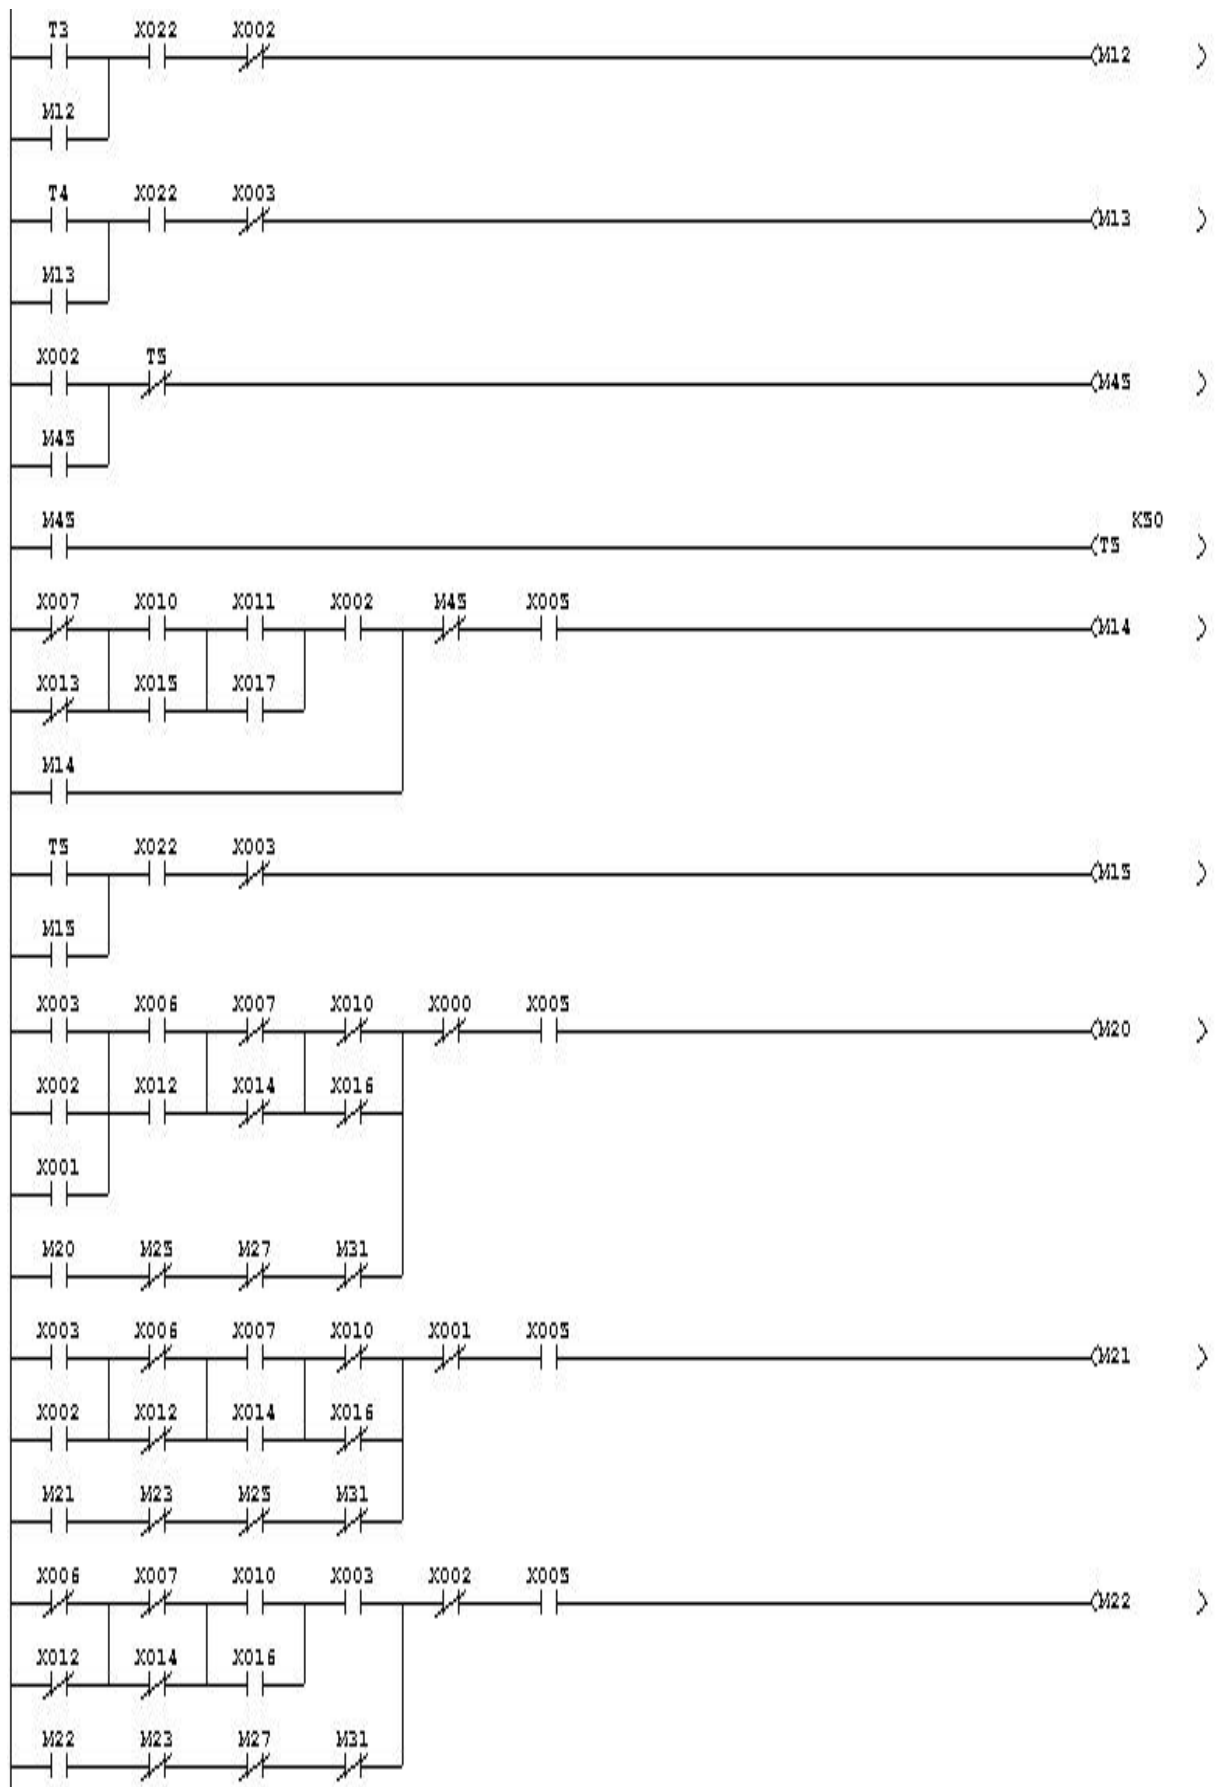 T3 X022 X002
(M12 )
M12
T4 X022 X003
(M13 )
M13
X002 T5
(M45 )
M45
M45 K50
(T5 )
X007 X010 X011 X002 M45 X005
(M14 )
X013 X015 X017
M14
T5 X022 X003
(M15 )
M15
X003 X006 X007 X010 X000 X005
(M20 )
X002 X012 X014 X016
X001
M20 M25 M27 M31
X003 X006 X007 X010 X001 X005
(M21 )
X002 X012 X014 X016
M21 M23 M25 M31
X006 X007 X010 X003 X002 X005
(M22 )
X012 X014 X016
M22 M23 M27 M31